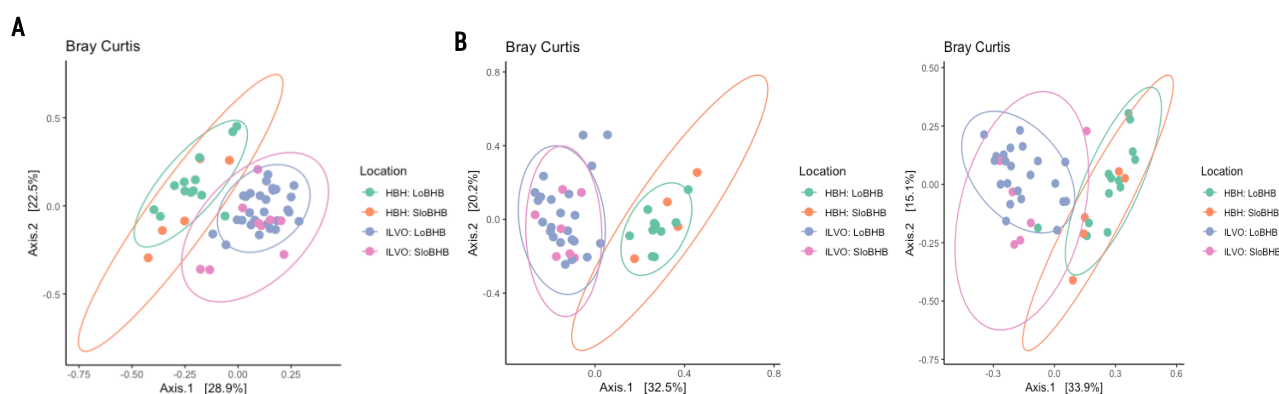 A
Bray Curtis
0.5
0.0
-0.5
Axis.2 [22.5%]
-0.75
-0.50
-0.25
0.00
0.25
Axis.1 [28.9%]
Location
HBH: LoBHB
HBH: SloBHB
ILVO: LoBHB
ILVO: SloBHB
B
Bray Curtis
0.8
0.4
0.0
-0.4
Axis.2 [20.2%]
0.0
0.4
0.8
Axis.1 [32.5%]
Location
HBH: LoBHB
HBH: SloBHB
ILVO: LoBHB
ILVO: SloBHB
Bray Curtis
0.50
0.25
0.00
-0.25
-0.50
-0.75
Axis.2 [15.1%]
-0.3
0.0
0.3
0.6
Axis.1 [33.9%]
Location
HBH: LoBHB
HBH: SloBHB
ILVO: LoBHB
ILVO: SloBHB